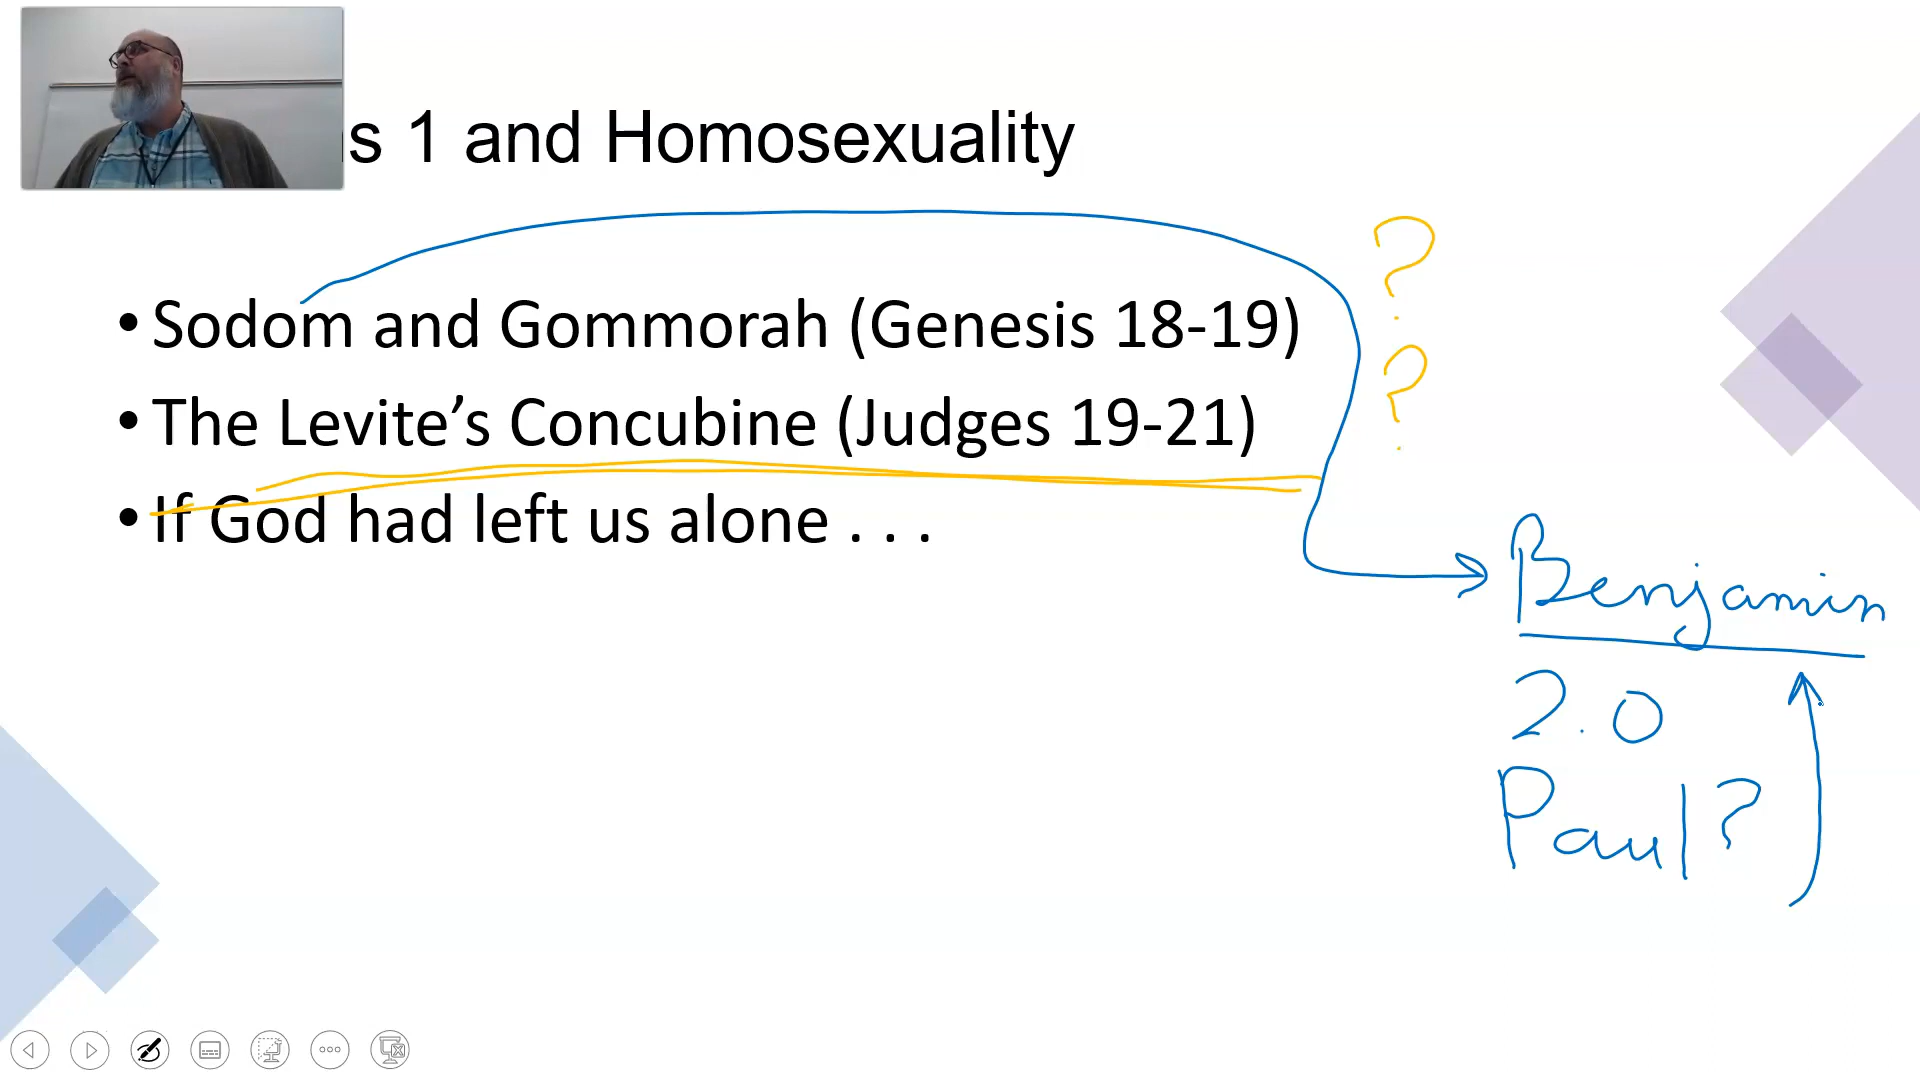 s 1 and Homosexuality
?
• Sodom and Gommorah (Genesis 18-19)
?
• The Levite’s Concubine (Judges 19-21)
• If God had left us alone . . .
Benjamin
2.0
Paul?